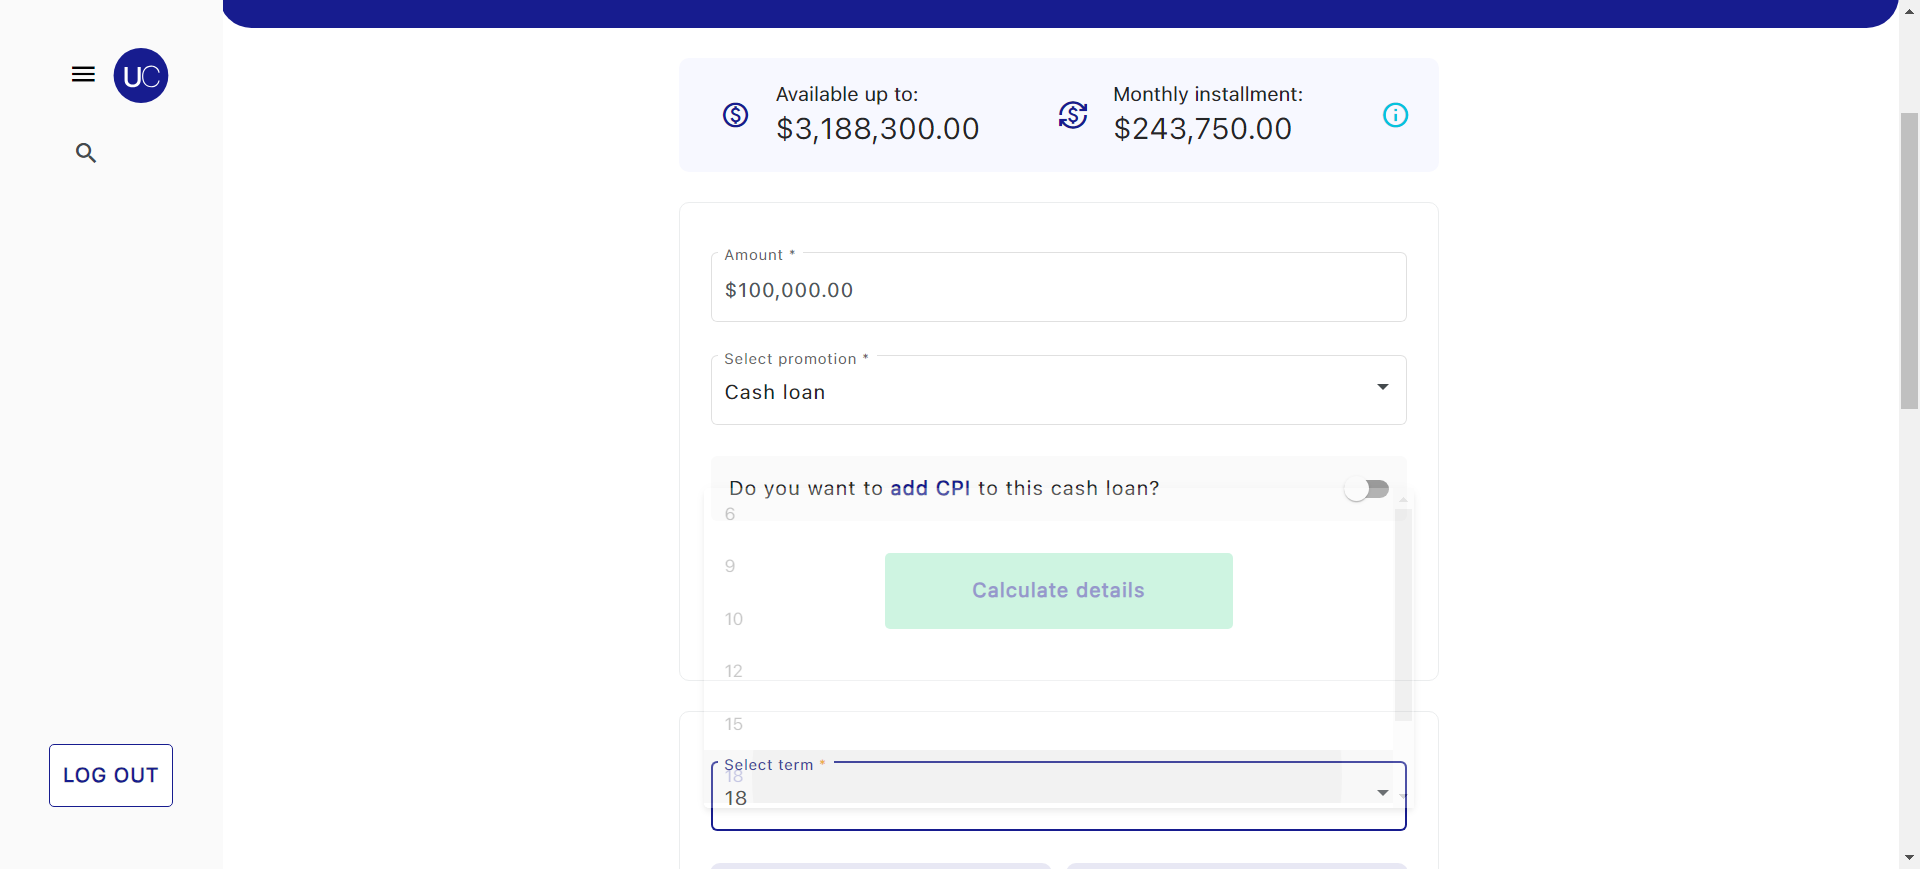 UC
Available up to:
$3,188,300.00
Monthly installment:
$243,750.00
Amount *
$100,000.00
Select promotion *
Cash loan
Do you want to add CPI to this cash loan?
6
9
Calculate details
10
12
15
Select term *
18
18
LOG OUT